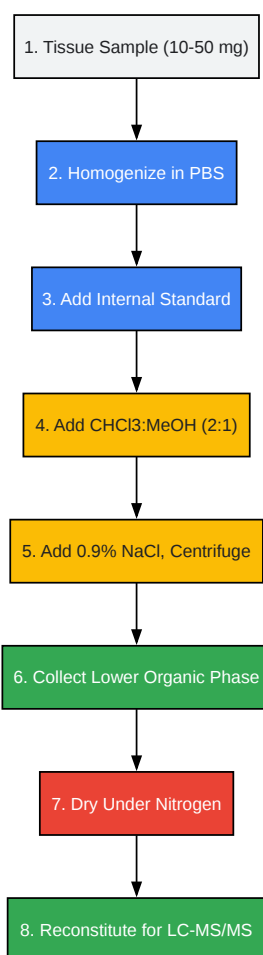 1. Tissue Sample (10-50 mg)
2. Homogenize in PBS
3. Add Internal Standard
4. Add CHCl3:MeOH (2:1)
5. Add 0.9% NaCl, Centrifuge
6. Collect Lower Organic Phase
7. Dry Under Nitrogen
8. Reconstitute for LC-MS/MS